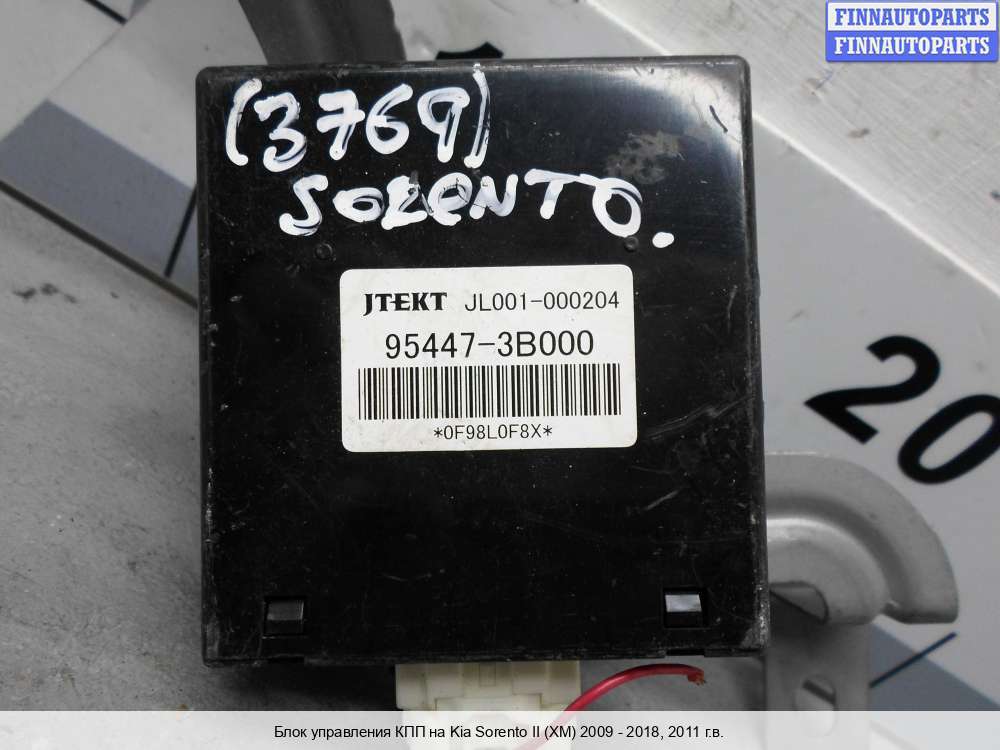 FINNAUTOPARTS
FINNAUTOPARTS
(3769)
SORENTO.
JTEKT JL001-000204
95447-3B000
*0F98L0F8X*
20
Блок управления КПП на Kia Sorento II (XM) 2009 - 2018, 2011 г.в.